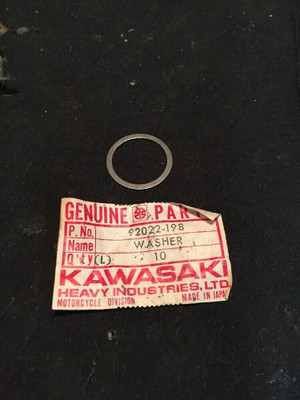 GENUINE PARTS
P. No. 92022-198
Name WASHER
Q'ty (L) 10
KAWASAKI
HEAVY INDUSTRIES, LTD.
MOTORCYCLE DIVISION MADE IN JAPAN